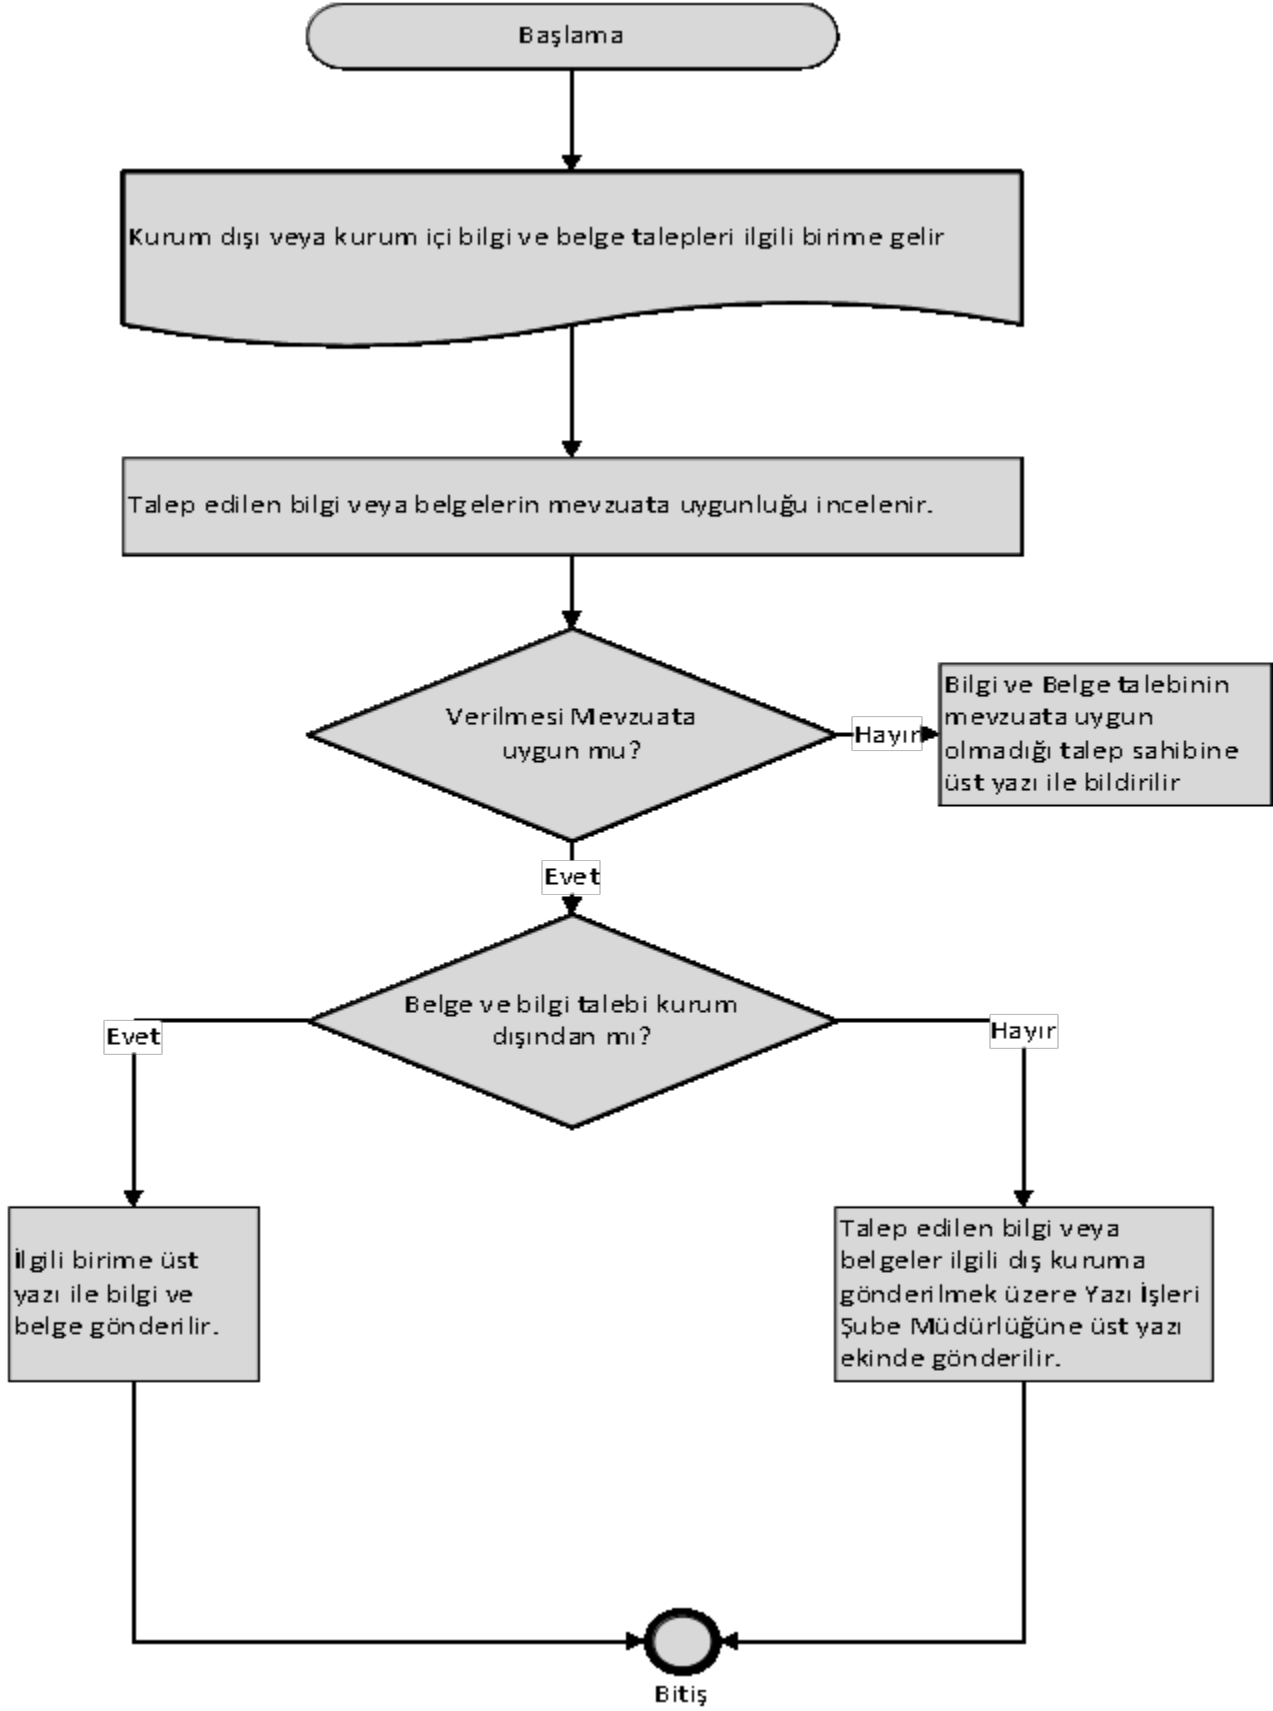 Başlama
Kurum dışı veya kurum içi bilgi ve belge talepleri ilgili birime gelir
Talep edilen bilgi veya belgelerin mevzuata uygunluğu incelenir.
Verilmesi Mevzuata
uygun mu?
Hayır
Bilgi ve Belge talebinin
mevzuata uygun
olmadığı talep sahibine
üst yazı ile bildirilir
Evet
Belge ve bilgi talebi kurum
dışından mı?
Evet
Hayır
İlgili birime üst
yazı ile bilgi ve
belge gönderilir.
Talep edilen bilgi veya
belgeler ilgili dış kuruma
gönderilmek üzere Yazı İşleri
Şube Müdürlüğüne üst yazı
ekinde gönderilir.
Bitiş